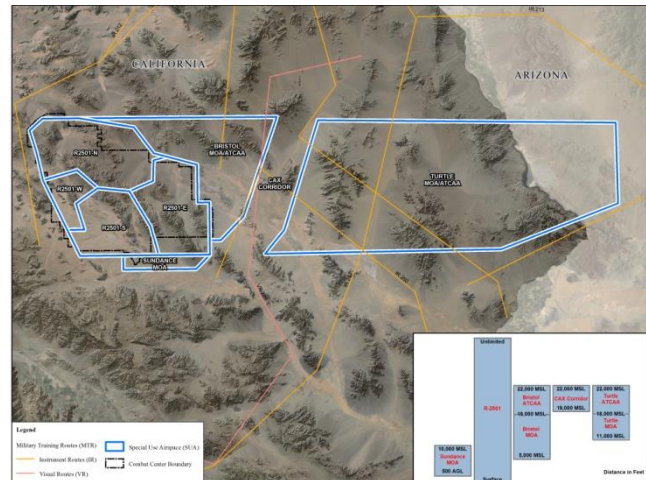 CALIFORNIA
ARIZONA
R2501-N
BRISTOL
MOA/ATCAA
R2501-W
CAX
CORRIDOR
TURTLE
MOA/ATCAA
R2501-E
R2501-S
SUNDANCE
MOA
Legend
Military Training Routes (MTR)
Instrument Routes (IR)
Visual Routes (VR)
Special Use Airspace (SUA)
Combat Center Boundary
Unlimited
R-2501
Surface
22,000 MSL
Bristol
ATCAA
18,000 MSL
Bristol
MOA
5,000 MSL
22,000 MSL
CAX Corridor
22,000 MSL
Turtle
ATCAA
18,000 MSL
Turtle
MOA
11,000 MSL
10,000 MSL
Sundance
MOA
500 AGL
Distance in Feet